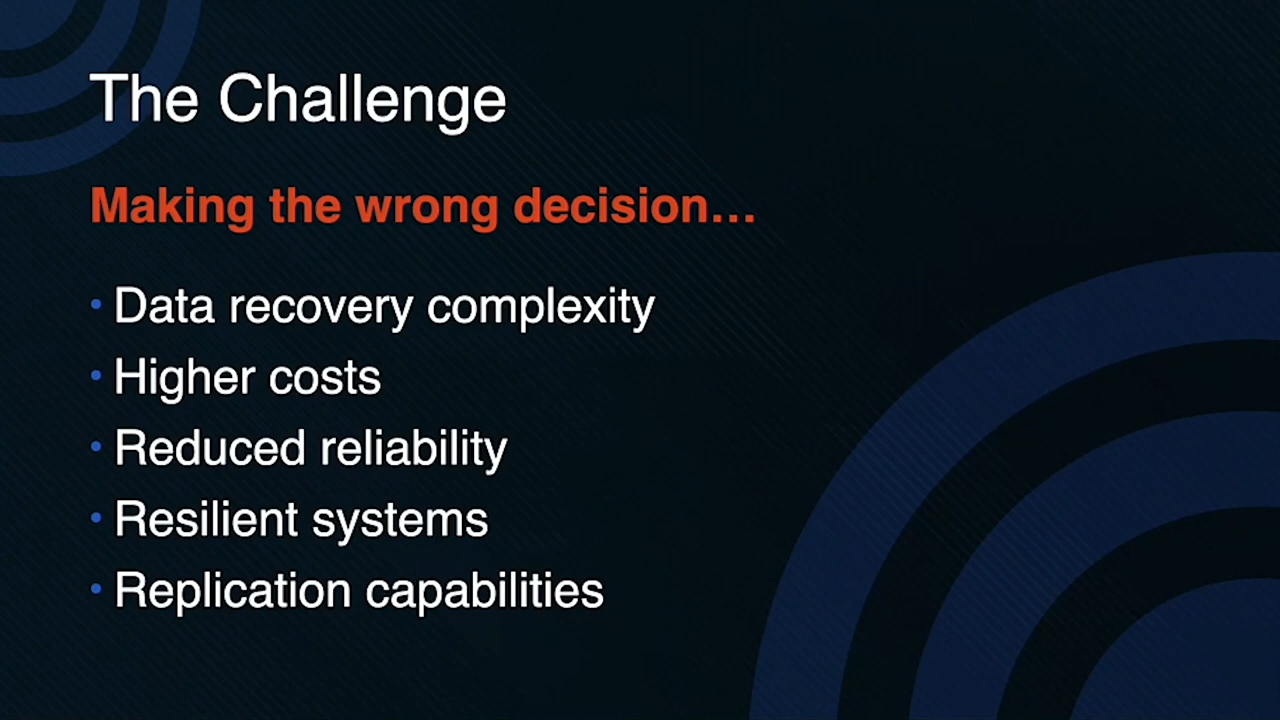 The Challenge
Making the wrong decision…
• Data recovery complexity
• Higher costs
• Reduced reliability
• Resilient systems
• Replication capabilities